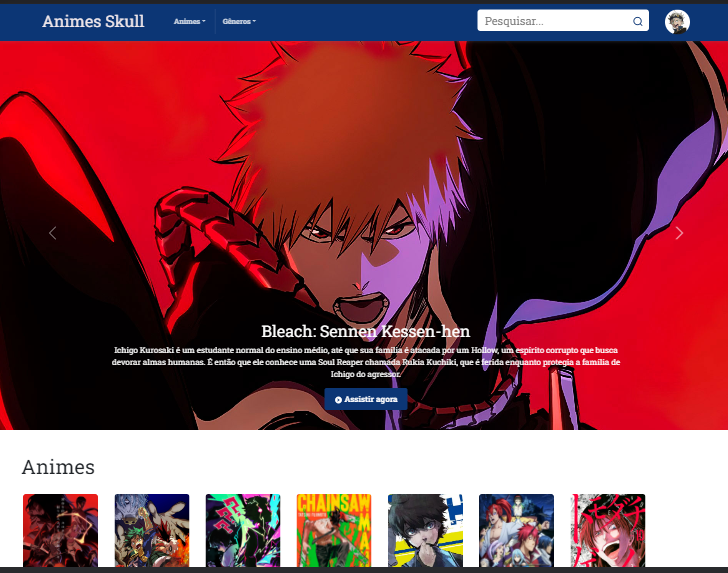 Animes Skull
Animes
Gêneros
Pesquisar...
Bleach: Sennen Kessen-hen
Ichigo Kurosaki é um estudante normal do ensino médio, até que sua família é atacada por um Hollow, um espírito corrupto que busca
devorar almas humanas. É então que ele conhece uma Soul Reaper chamada Rukia Kuchiki, que é ferida enquanto protegia a família de
Ichigo do agressor.
Assistir agora
Animes
CHAINSAW
MA